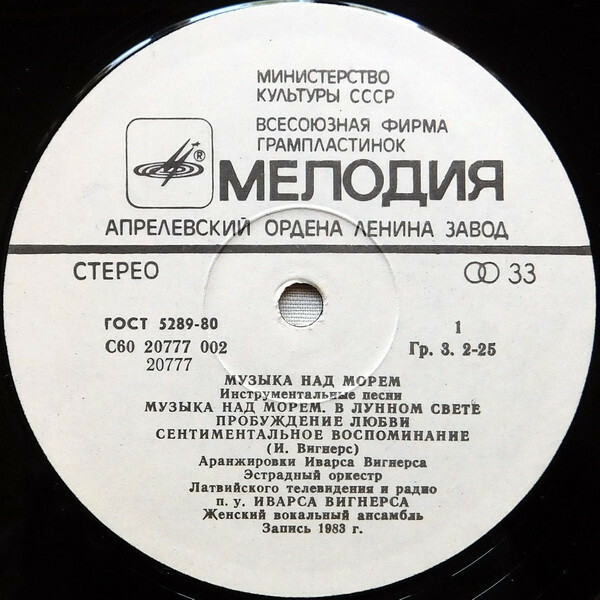 МИНИСТЕРСТВО
КУЛЬТУРЫ СССР
ВСЕСОЮЗНАЯ ФИРМА
ГРАМПЛАСТИНОК
®
МЕЛОДИЯ
АПРЕЛЕВСКИЙ ОРДЕНА ЛЕНИНА ЗАВОД
СТЕРЕО
33
ГОСТ 5289-80
1
С60 20777 002
Гр. 3. 2-25
20777
МУЗЫКА НАД МОРЕМ
Инструментальные песни
МУЗЫКА НАД МОРЕМ. В ЛУННОМ СВЕТЕ
ПРОБУЖДЕНИЕ ЛЮБВИ
СЕНТИМЕНТАЛЬНОЕ ВОСПОМИНАНИЕ
(И. Вигнерс)
Аранжировки Иварса Вигнерса
Эстрадный оркестр
Латвийского телевидения и радио
п. у. ИВАРСА ВИГНЕРСА
Женский вокальный ансамбль
Запись 1983 г.